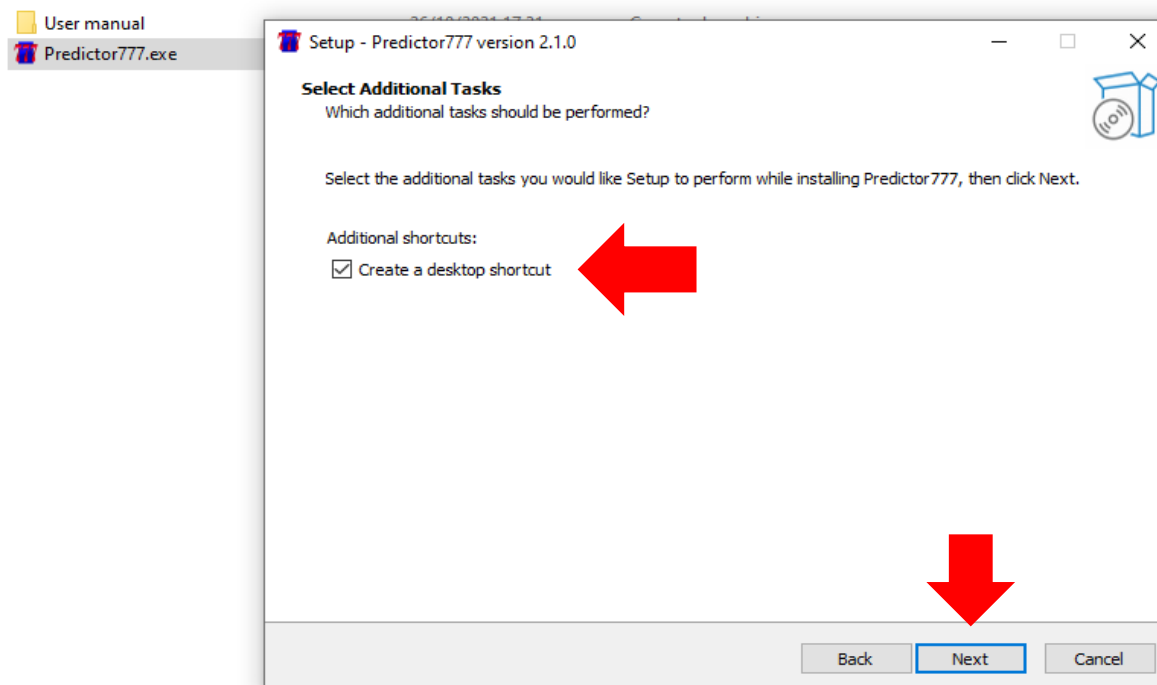 User manual
Predictor777.exe
Setup - Predictor777 version 2.1.0
Select Additional Tasks
Which additional tasks should be performed?
Select the additional tasks you would like Setup to perform while installing Predictor777, then click Next.
Additional shortcuts:
Create a desktop shortcut
Back
Next
Cancel